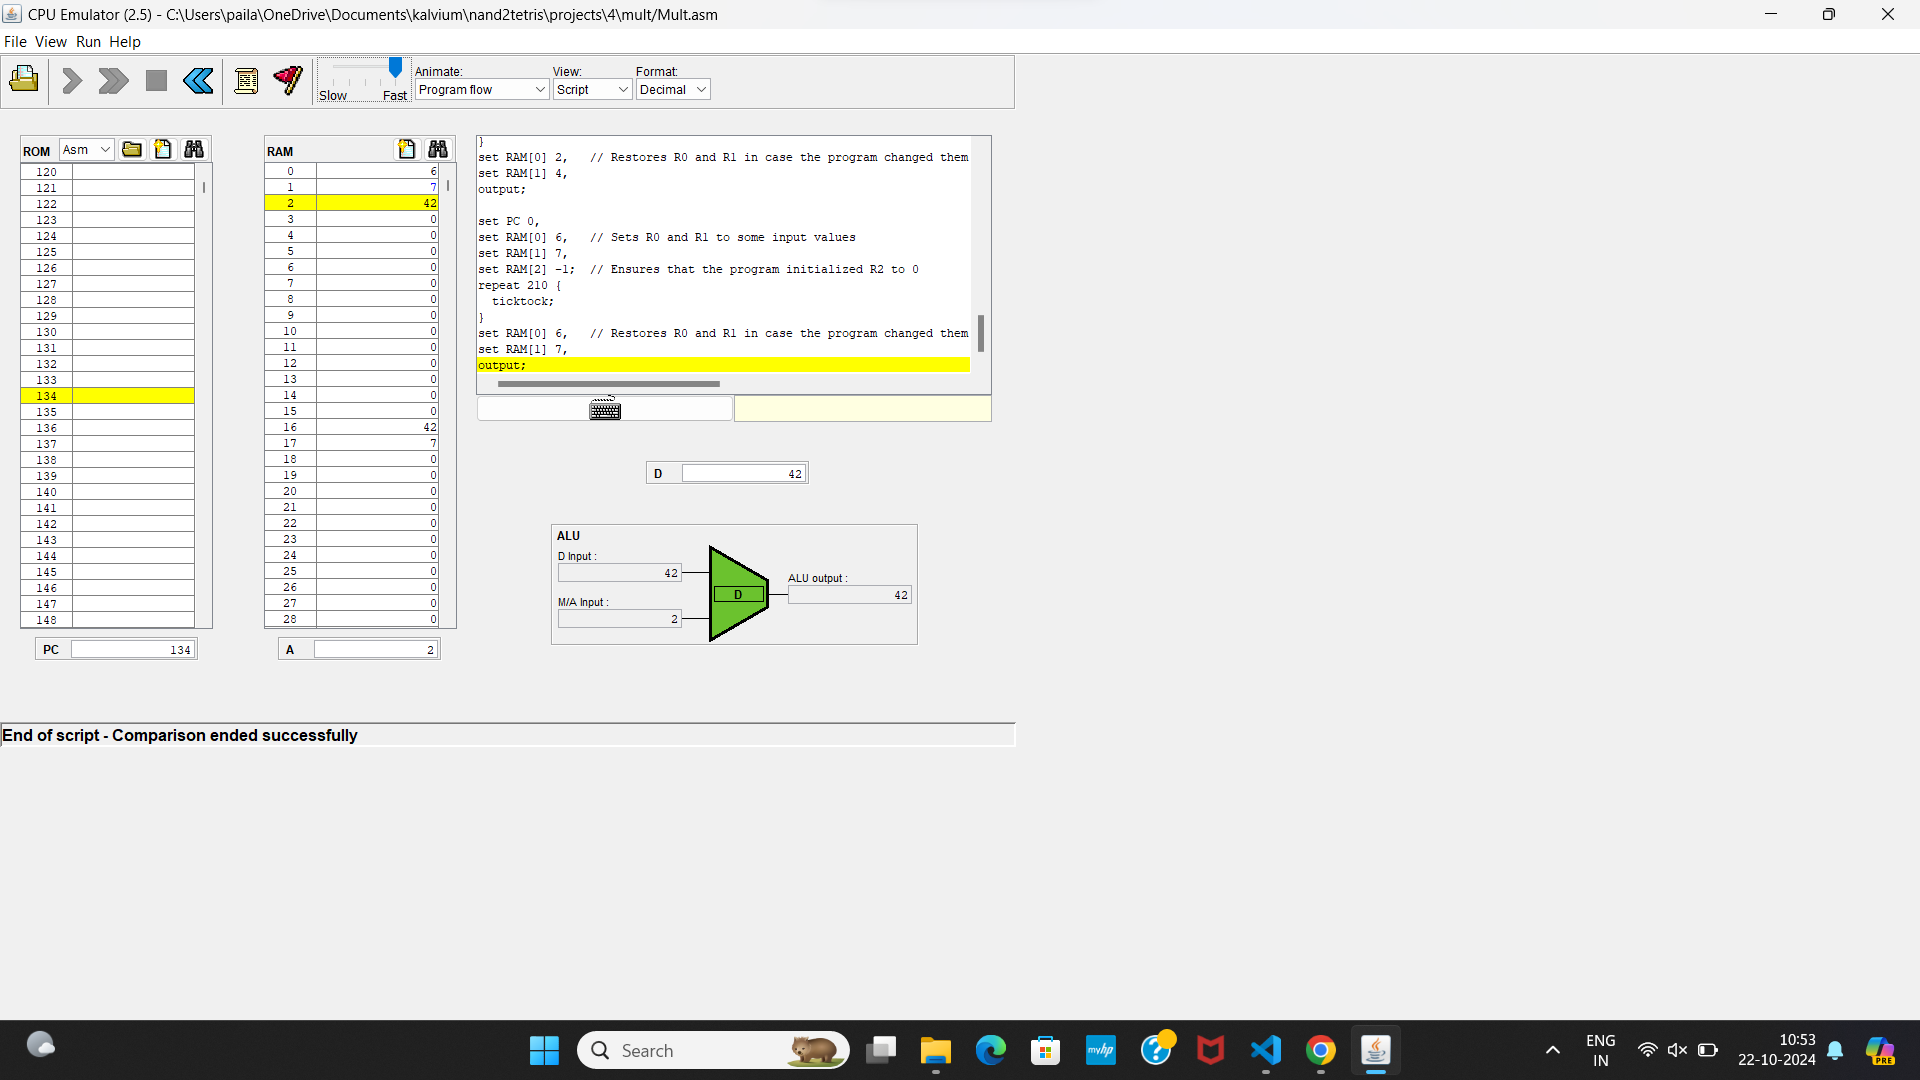 CPU Emulator (2.5) - C:\Users\paila\OneDrive\Documents\kalvium\nand2tetris\projects\4\mult/Mult.asm
File View Run Help
Slow Fast
Animate:
Program flow
View:
Script
Format:
Decimal
ROM Asm
120
121
122
123
124
125
126
127
128
129
130
131
132
133
134
135
136
137
138
139
140
141
142
143
144
145
146
147
148
PC 134
RAM
0 6
1 7
2 42
3 0
4 0
5 0
6 0
7 0
8 0
9 0
10 0
11 0
12 0
13 0
14 0
15 0
16 42
17 7
18 0
19 0
20 0
21 0
22 0
23 0
24 0
25 0
26 0
27 0
28 0
A 2
}
set RAM[0] 2, // Restores R0 and R1 in case the program changed them
set RAM[1] 4,
output;
set PC 0,
set RAM[0] 6, // Sets R0 and R1 to some input values
set RAM[1] 7,
set RAM[2] -1; // Ensures that the program initialized R2 to 0
repeat 210 {
ticktock;
}
set RAM[0] 6, // Restores R0 and R1 in case the program changed them
set RAM[1] 7,
output;
D 42
ALU
D Input :
42
M/A Input :
2
D
ALU output :
42
End of script - Comparison ended successfully
Search
myhp
PRE
ENG
IN
10:53
22-10-2024